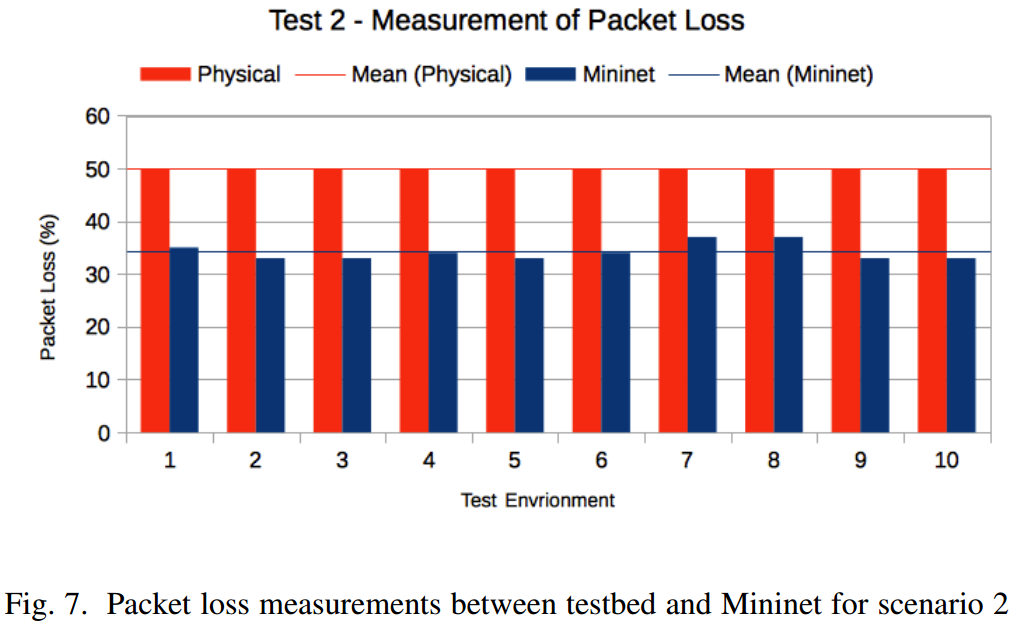 Test 2 - Measurement of Packet Loss
Physical Mean (Physical) Mininet Mean (Mininet)
60
50
40
30
20
10
0
Packet Loss (%)
1 2 3 4 5 6 7 8 9 10
Test Envrionment
Fig. 7. Packet loss measurements between testbed and Mininet for scenario 2